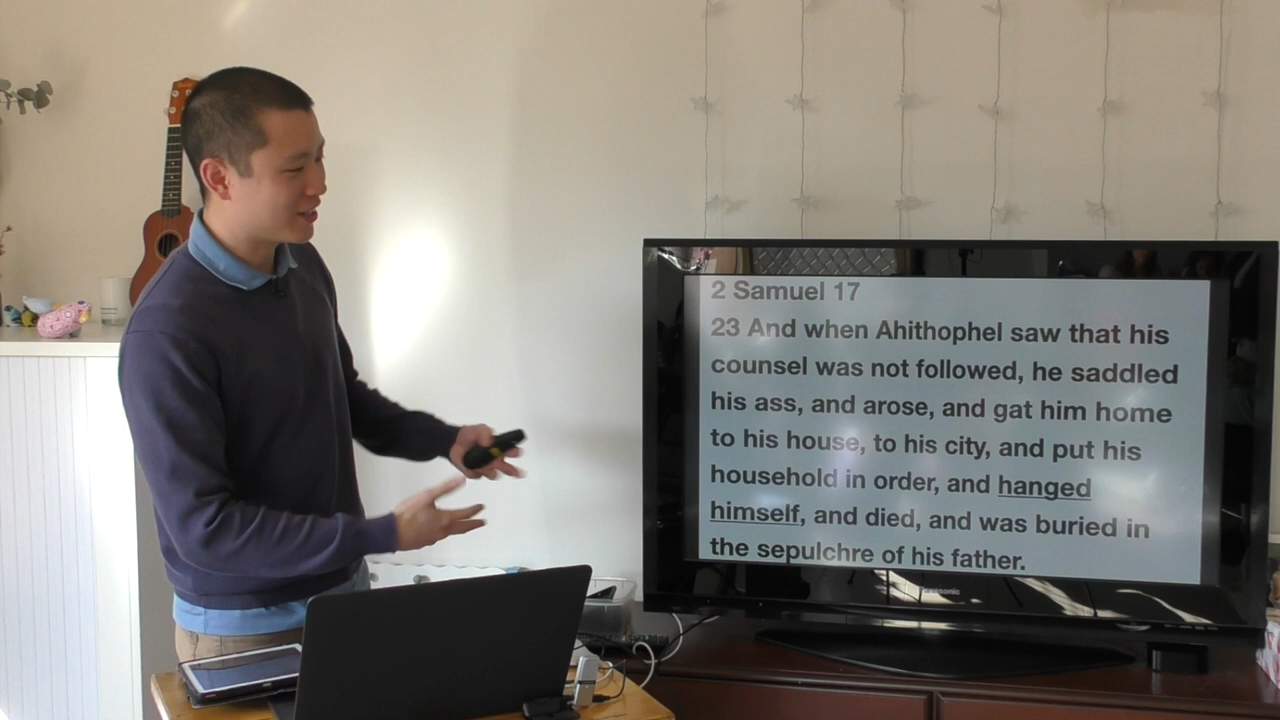 2 Samuel 17
23 And when Ahithophel saw that his
counsel was not followed, he saddled
his ass, and arose, and gat him home
to his house, to his city, and put his
household in order, and hanged
himself, and died, and was buried in
the sepulchre of his father.
Panasonic